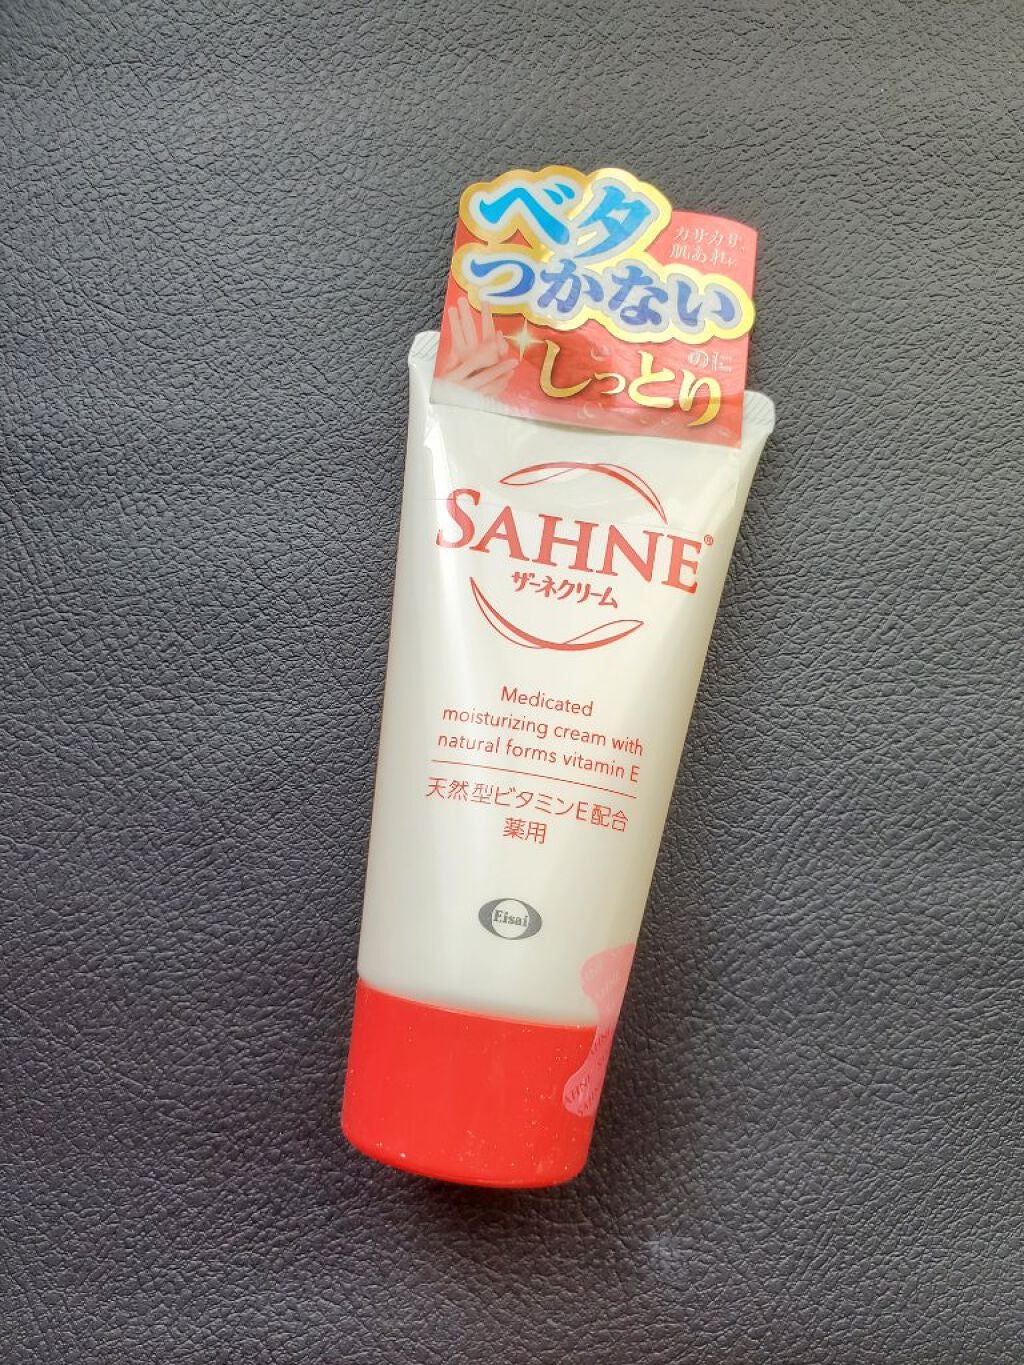 ベタ
つかない
カサカサ、
肌あれに
しっとり
SAHNE®
ザーネクリーム
Medicated
moisturizing cream with
natural forms vitamin E
天然型ビタミンE配合
薬用
Eisai